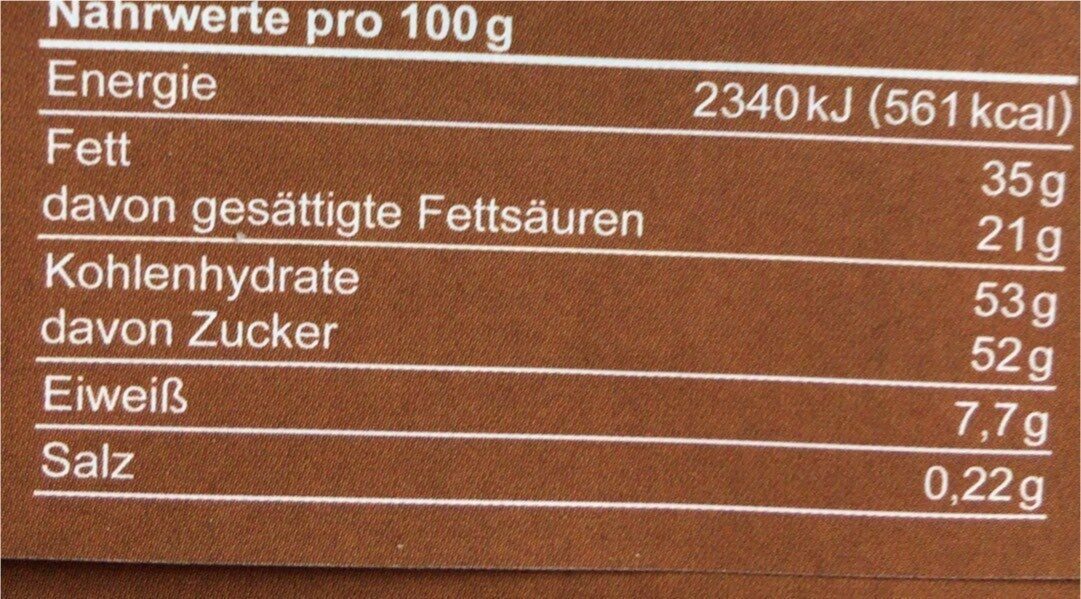 Nährwerte pro 100 g
Energie 2340 kJ (561 kcal)
Fett 35 g
davon gesättigte Fettsäuren 21 g
Kohlenhydrate 53 g
davon Zucker 52 g
Eiweiß 7,7 g
Salz 0,22 g